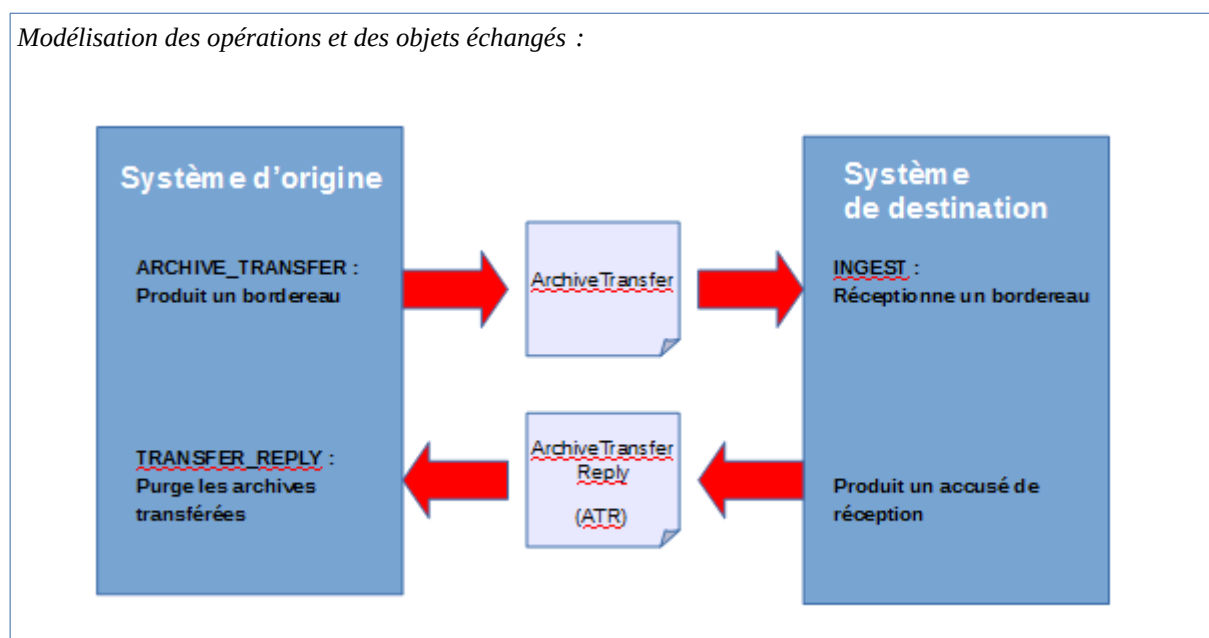 Modélisation des opérations et des objets échangés :
Système d'origine
ARCHIVE_TRANSFER :
Produit un bordereau
TRANSFER_REPLY :
Purge les archives
transférées
ArchiveTransfer
ArchiveTransfer
Reply
(ATR)
Système
de destination
INGEST :
Réceptionne un bordereau
Produit un accusé de
réception